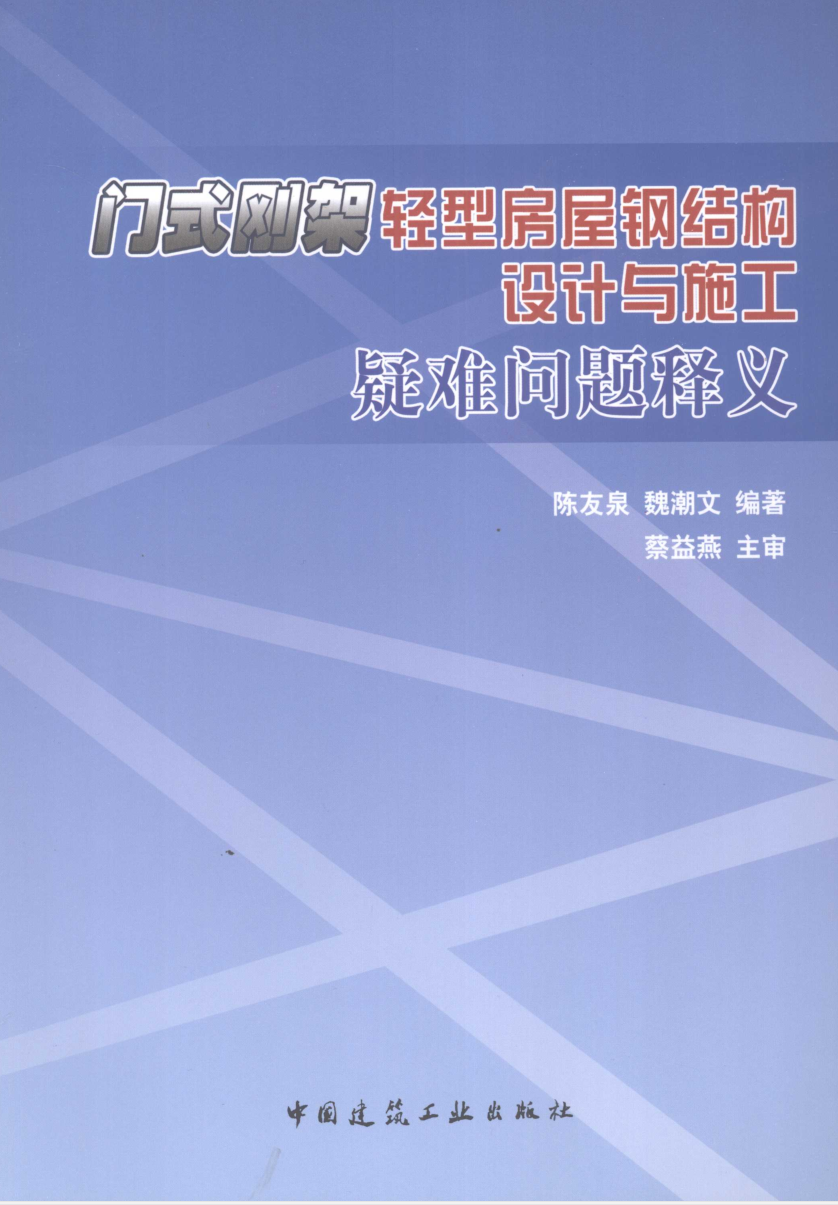 门式刚架轻型房屋钢结构
设计与施工
疑难问题释义
陈友泉 魏潮文 编著
蔡益燕 主审
中国建筑工业出版社